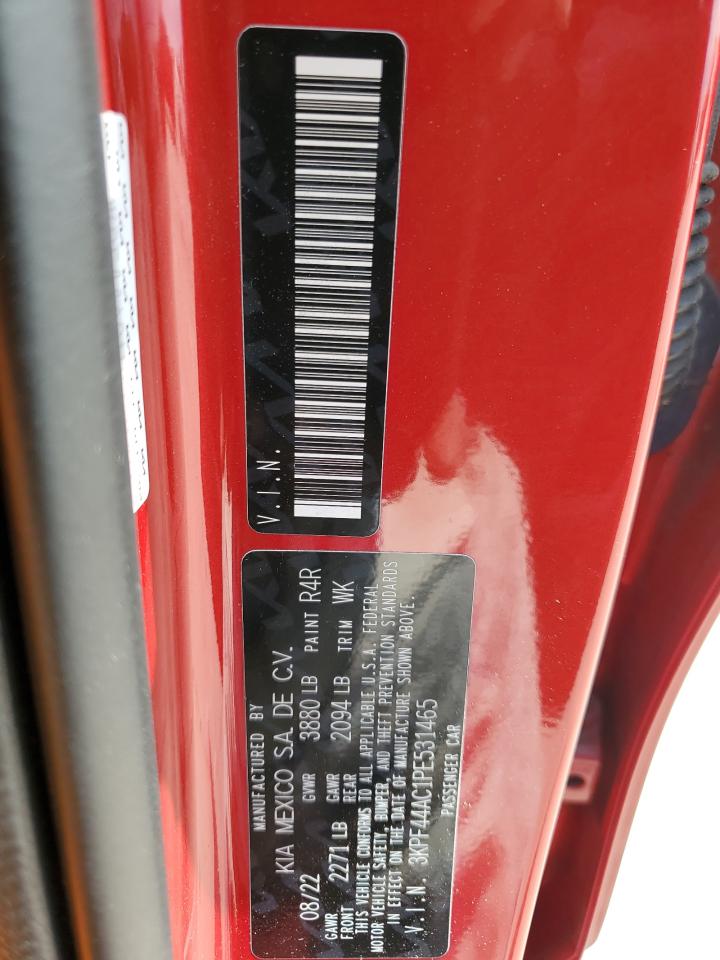 V.I.N.
MANUFACTURED BY
KIA MEXICO S.A. DE C.V.
08/22 GVWR 3880 LB PAINT R4R
GAWR FRONT 2271 LB GAWR REAR 2094 LB TRIM WK
THIS VEHICLE CONFORMS TO ALL APPLICABLE U.S.A. FEDERAL
MOTOR VEHICLE SAFETY, BUMPER, AND THEFT PREVENTION STANDARDS
IN EFFECT ON THE DATE OF MANUFACTURE SHOWN ABOVE.
V.I.N. 3KPF444AC1PE531465
PASSENGER CAR